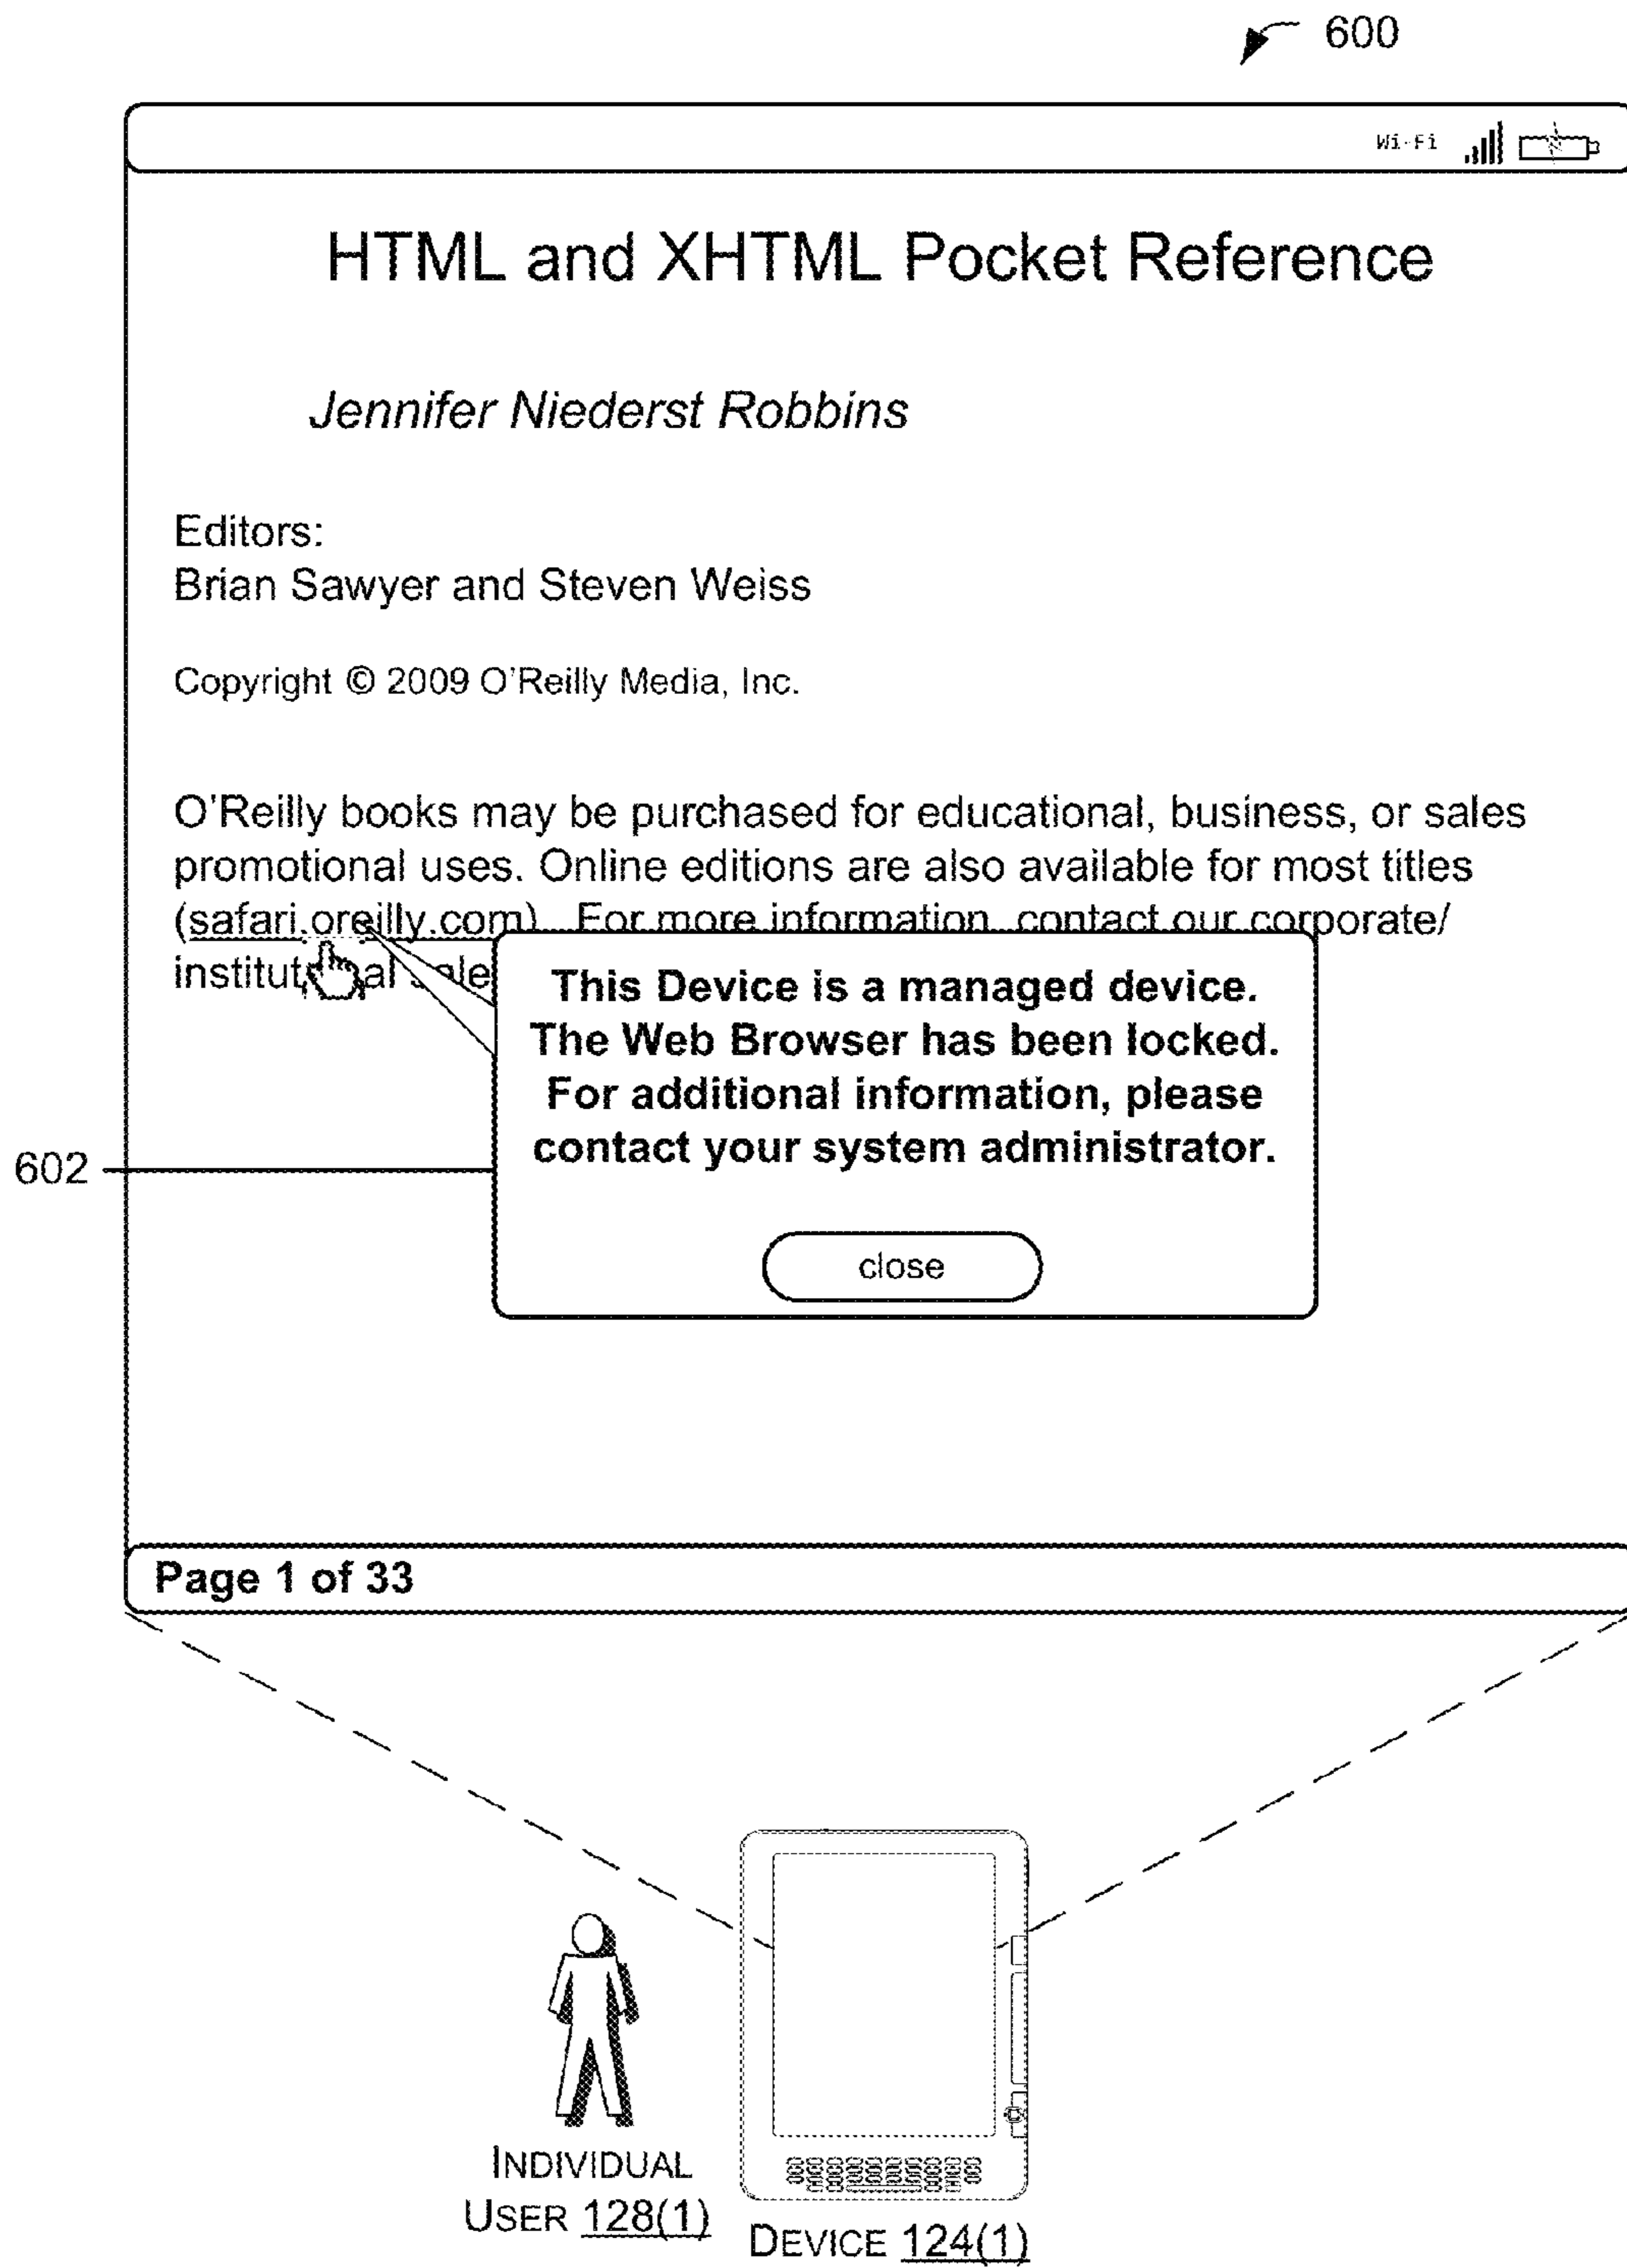 600
Wi-Fi
HTML and XHTML Pocket Reference
Jennifer Niederst Robbins
Editors:
Brian Sawyer and Steven Weiss
Copyright © 2009 O'Reilly Media, Inc.
O'Reilly books may be purchased for educational, business, or sales
promotional uses. Online editions are also available for most titles
(safari.oreilly.com). For more information, contact our corporate/
This Device is a managed device.
The Web Browser has been locked.
For additional information, please
contact your system administrator.
602
close
Page 1 of 33
INDIVIDUAL
USER 128(1)
DEVICE 124(1)